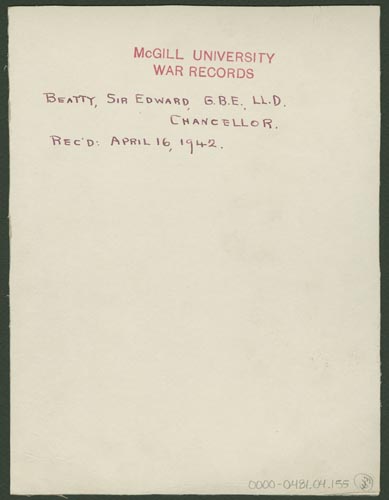 McGILL UNIVERSITY
WAR RECORDS
BEATTY, SIR EDWARD, G.B.E., LL.D.
CHANCELLOR.
REC'D: APRIL 16, 1942.
0000-0481.04.155